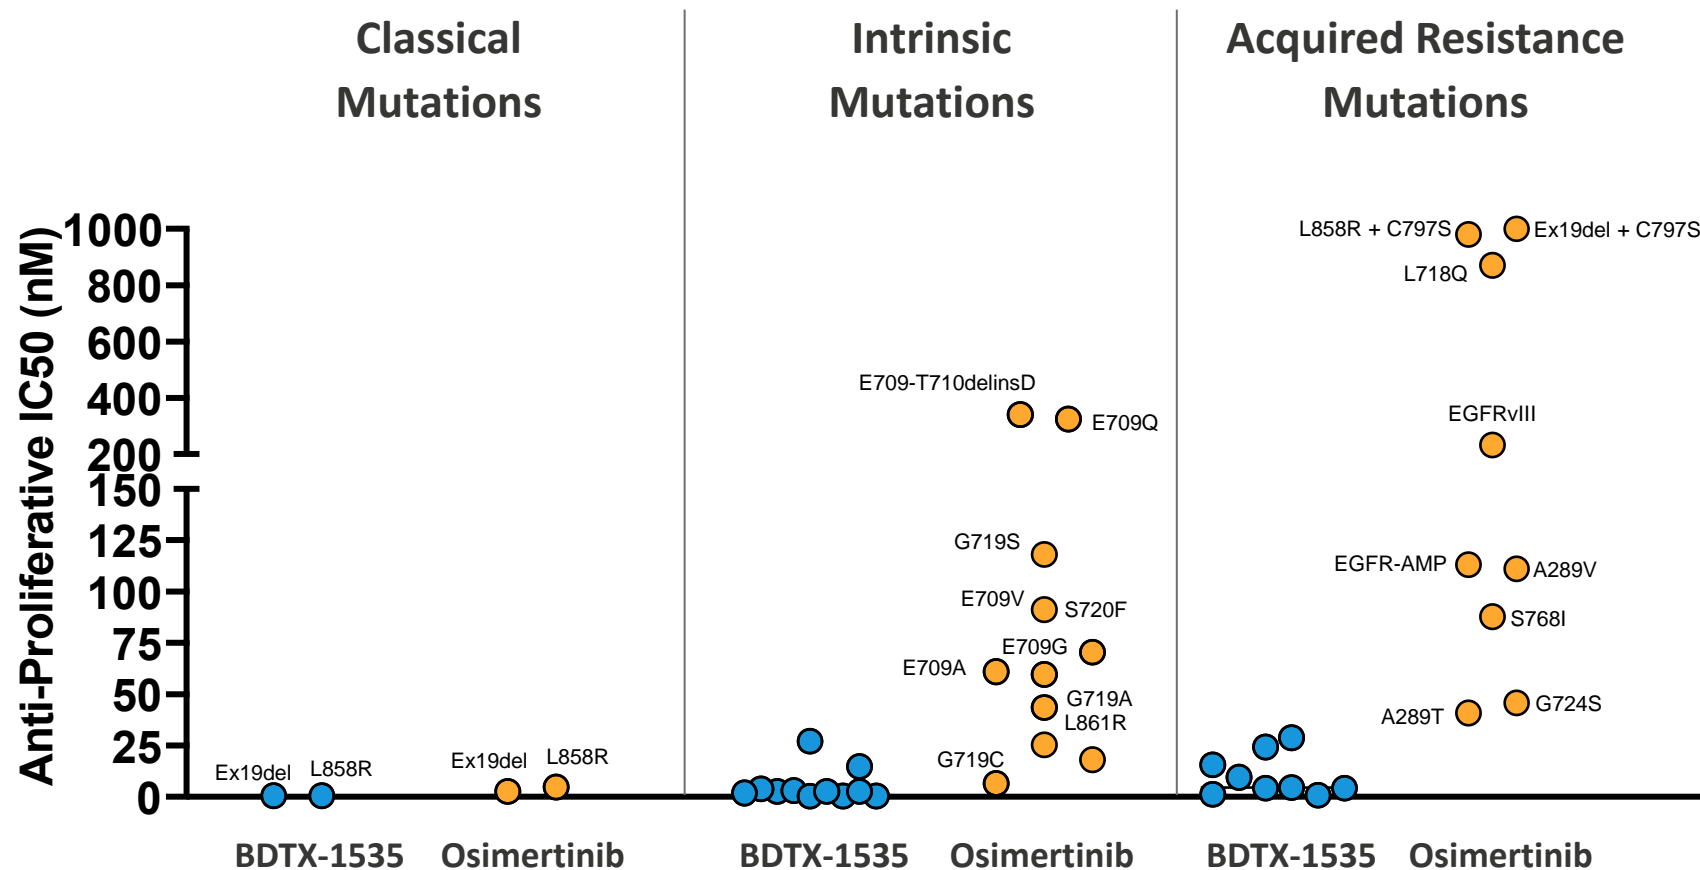 Classical
Mutations
Intrinsic
Mutations
Acquired Resistance
Mutations
Anti-Proliferative IC50 (nM)
1000
800
600
400
200
150
125
100
75
50
25
0
Ex19del
L858R
Ex19del
L858R
E709-T710delinsD
E709Q
G719S
E709V
S720F
E709G
E709A
G719A
L861R
G719C
L858R + C797S
Ex19del + C797S
L718Q
EGFRvIII
EGFR-AMP
A289V
S768I
G724S
A289T
BDTX-1535
Osimertinib
BDTX-1535
Osimertinib
BDTX-1535
Osimertinib